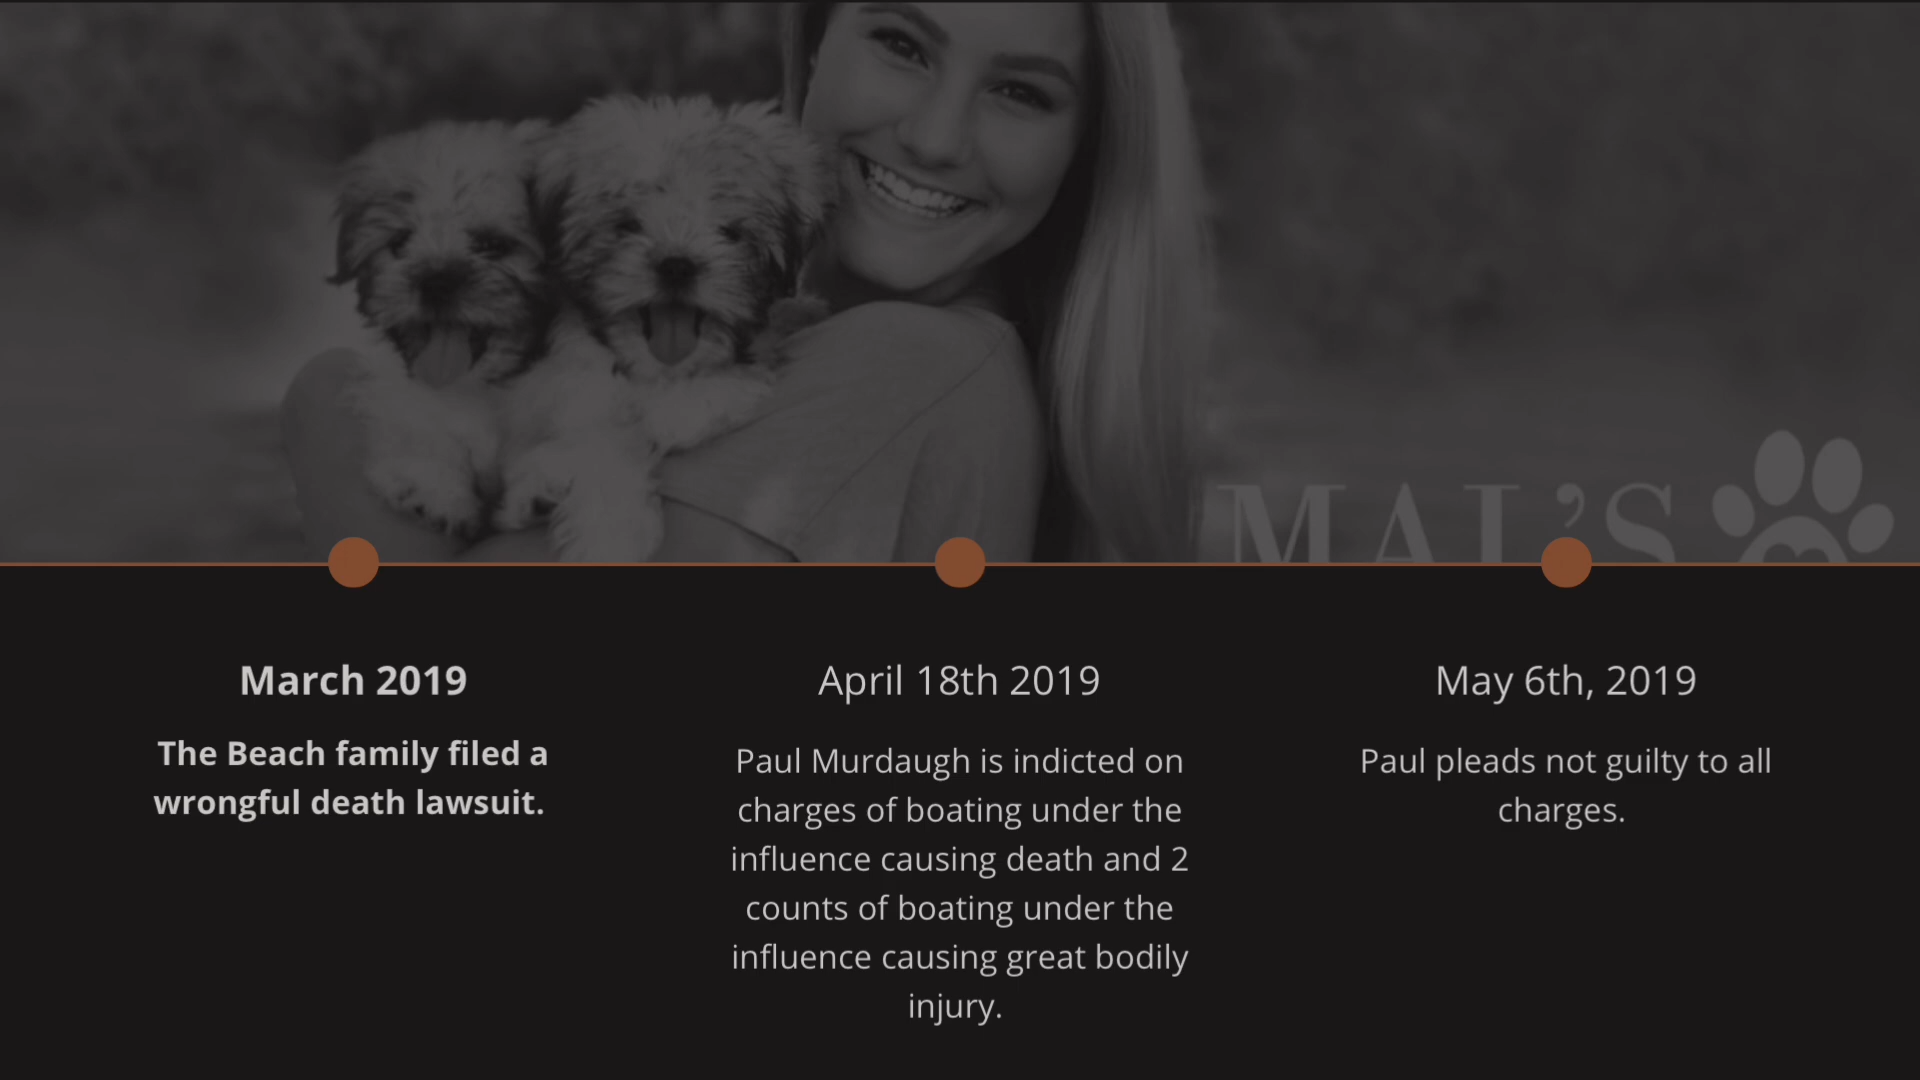 MAL'S
March 2019
The Beach family filed a
wrongful death lawsuit.
April 18th 2019
Paul Murdaugh is indicted on
charges of boating under the
influence causing death and 2
counts of boating under the
influence causing great bodily
injury.
May 6th, 2019
Paul pleads not guilty to all
charges.